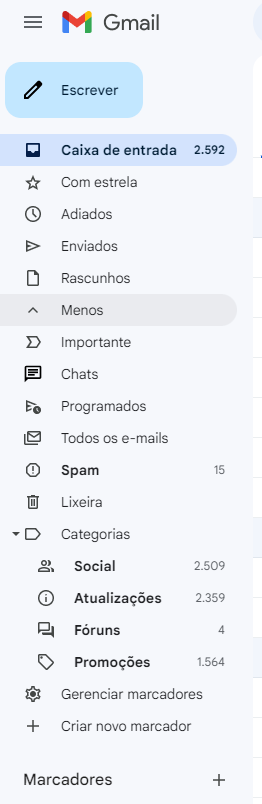 Gmail
Escrever
Caixa de entrada 2.592
Com estrela
Adiados
Enviados
Rascunhos
Menos
Importante
Chats
Programados
Todos os e-mails
Spam 15
Lixeira
Categorias
Social 2.509
Atualizações 2.359
Fóruns 4
Promoções 1.564
Gerenciar marcadores
Criar novo marcador
Marcadores